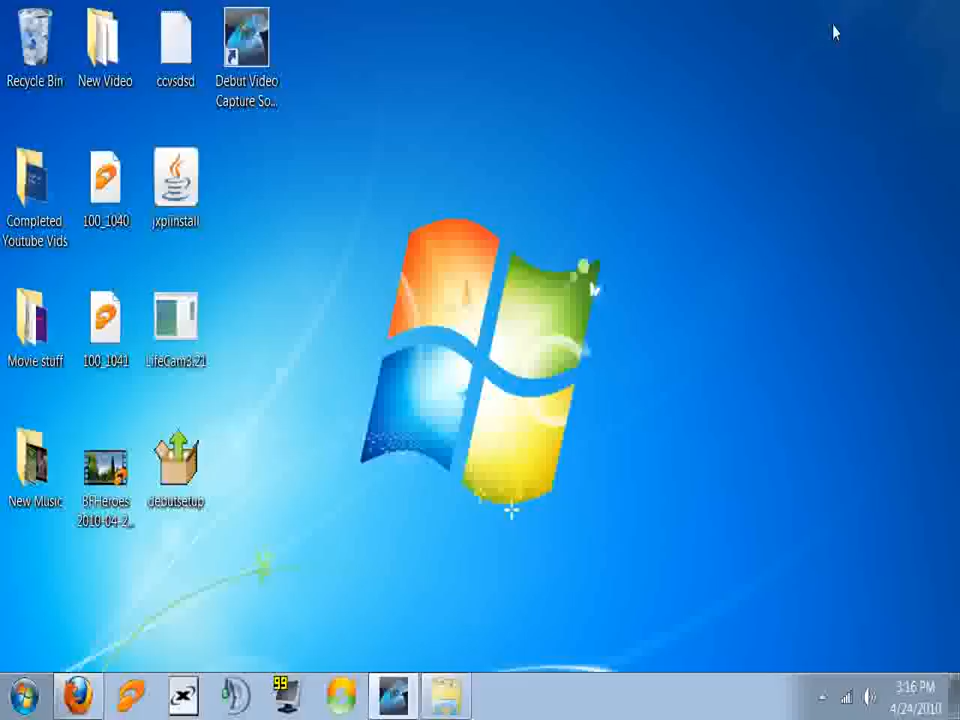 Recycle Bin
New Video
ccvsdsd
Debut Video
Capture So...
Completed
Youtube Vids
100_1040
jxpiinstall
Movie stuff
100_1041
LifeCam3.21
New Music
BFHeroes
2010-04-2...
debutsetup
99
3:16 PM
4/24/2010